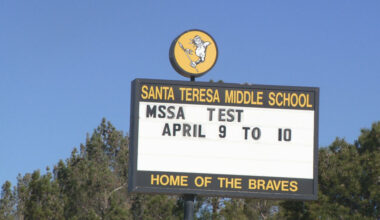 SANTA TERESA MIDDLE SCHOOL
MSSA TEST
APRIL 9 TO 10
HOME OF THE BRAVES